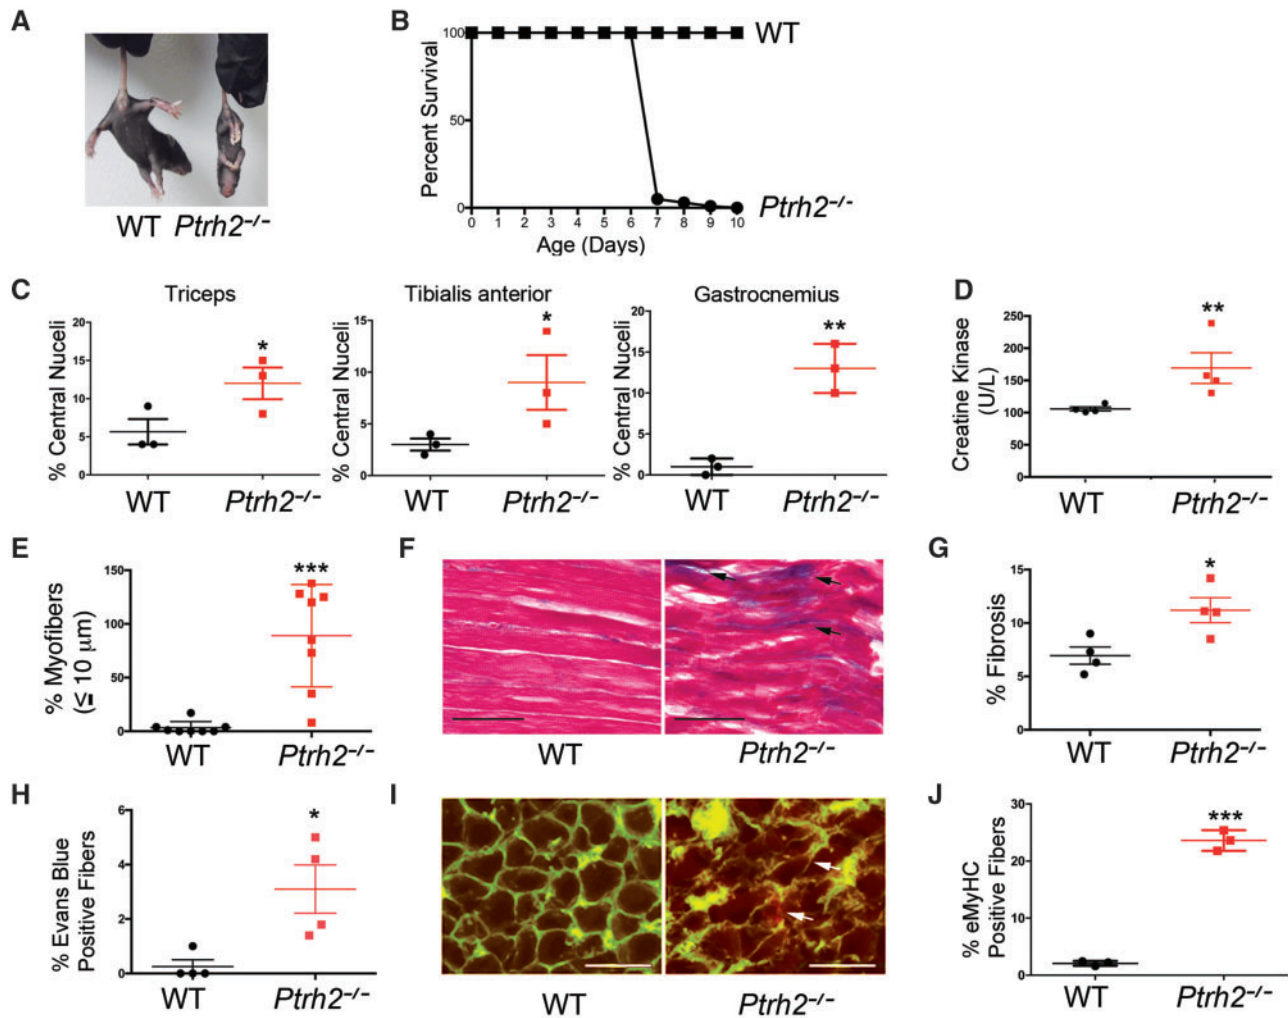 A
WT Ptrh2-/-
B
Percent Survival
100
50
0
0 1 2 3 4 5 6 7 8 9 10
Age (Days)
WT
Ptrh2-/-
C
Triceps
% Central Nuceli
20
15
10
5
0
*
WT Ptrh2-/-
Tibialis anterior
% Central Nuceli
15
10
5
0
*
WT Ptrh2-/-
Gastrocnemius
% Central Nuceli
20
15
10
5
0
**
WT Ptrh2-/-
D
Creatine Kinase
(U/L)
250
200
150
100
50
0
**
WT Ptrh2-/-
E
% Myofibers
(≤ 10 μm)
150
100
50
0
***
WT Ptrh2-/-
F
WT Ptrh2-/-
G
% Fibrosis
15
10
5
0
*
WT Ptrh2-/-
H
% Evans Blue
Positive Fibers
6
4
2
0
*
WT Ptrh2-/-
I
WT Ptrh2-/-
J
% eMyHC
Positive Fibers
30
20
10
0
***
WT Ptrh2-/-